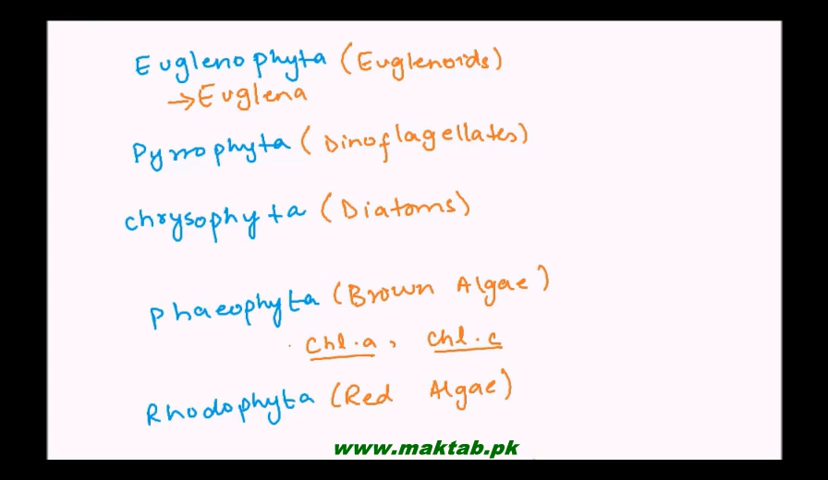 Euglenophyta (Euglenoids)
→ Euglena
Pyrrophyta (Dinoflagellates)
chrysophyta (Diatoms)
Phaeophyta (Brown Algae)
chl.a, chl.c
Rhodophyta (Red Algae)
www.maktab.pk